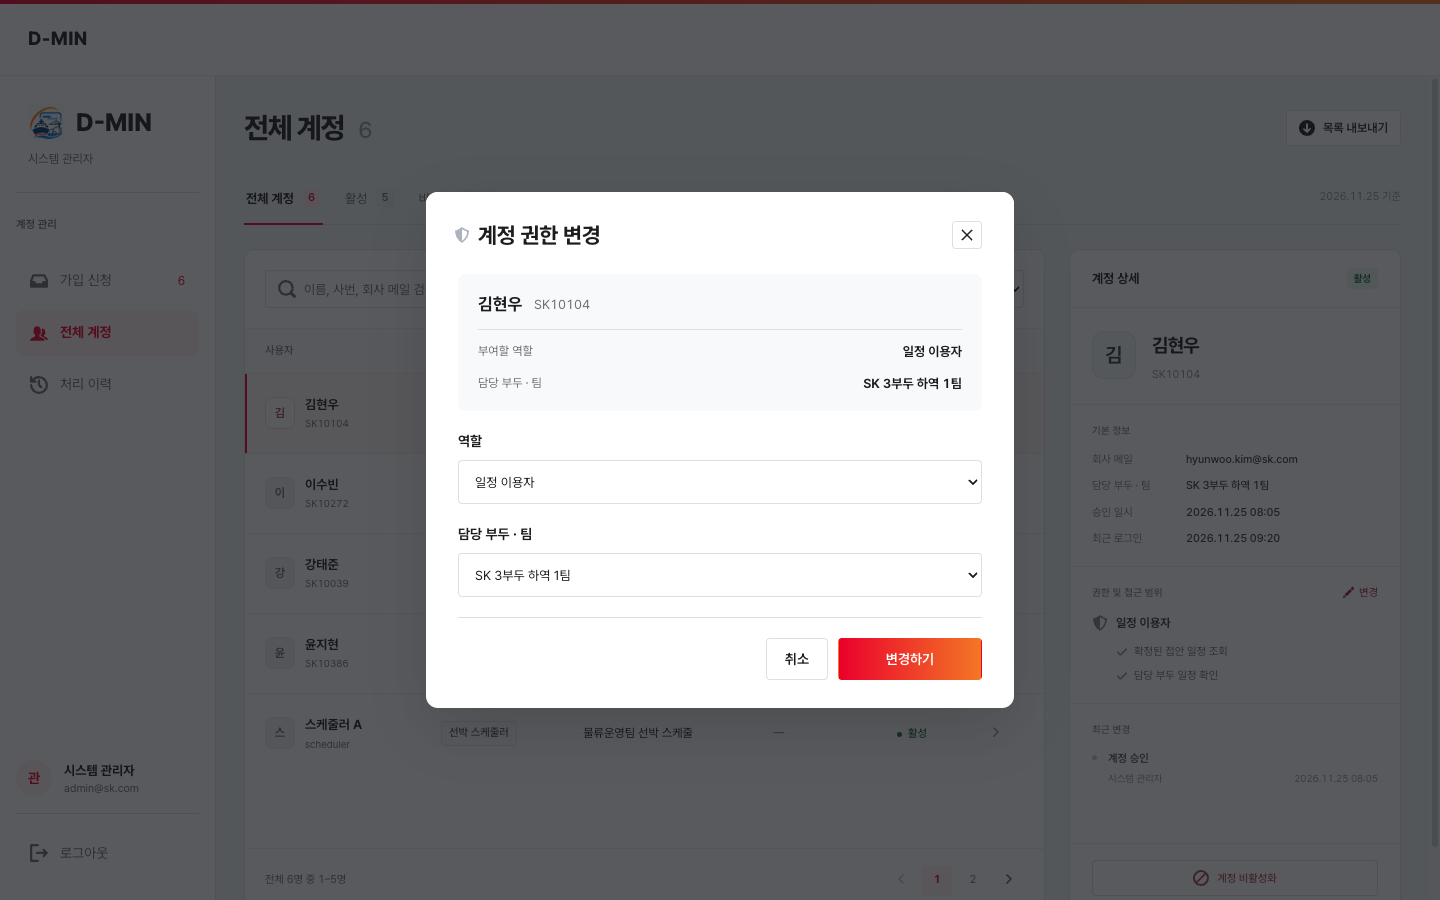 D-MIN
D-MIN
시스템 관리자
계정 관리
가입 신청 6
전체 계정
처리 이력
관 시스템 관리자
admin@sk.com
로그아웃
전체 계정 6
목록 내보내기
전체 계정 6 활성 5
2026.11.25 기준
이름, 사번, 회사 메일 검
사용자
김 김현우
SK10104
이 이수빈
SK10272
강 강태준
SK10039
윤 윤지현
SK10386
스 스케줄러 A
scheduler
선박 스케줄러 물류운영팀 선박 스케줄 — 활성
전체 6명 중 1–5명
1 2
계정 권한 변경
김현우 SK10104
부여할 역할 일정 이용자
담당 부두 · 팀 SK 3부두 하역 1팀
역할
일정 이용자
담당 부두 · 팀
SK 3부두 하역 1팀
취소 변경하기
계정 상세 활성
김 김현우
SK10104
기본 정보
회사 메일 hyunwoo.kim@sk.com
담당 부두 · 팀 SK 3부두 하역 1팀
승인 일시 2026.11.25 08:05
최근 로그인 2026.11.25 09:20
권한 및 접근 범위 변경
일정 이용자
확정된 접안 일정 조회
담당 부두 일정 확인
최근 변경
계정 승인
시스템 관리자 2026.11.25 08:05
계정 비활성화